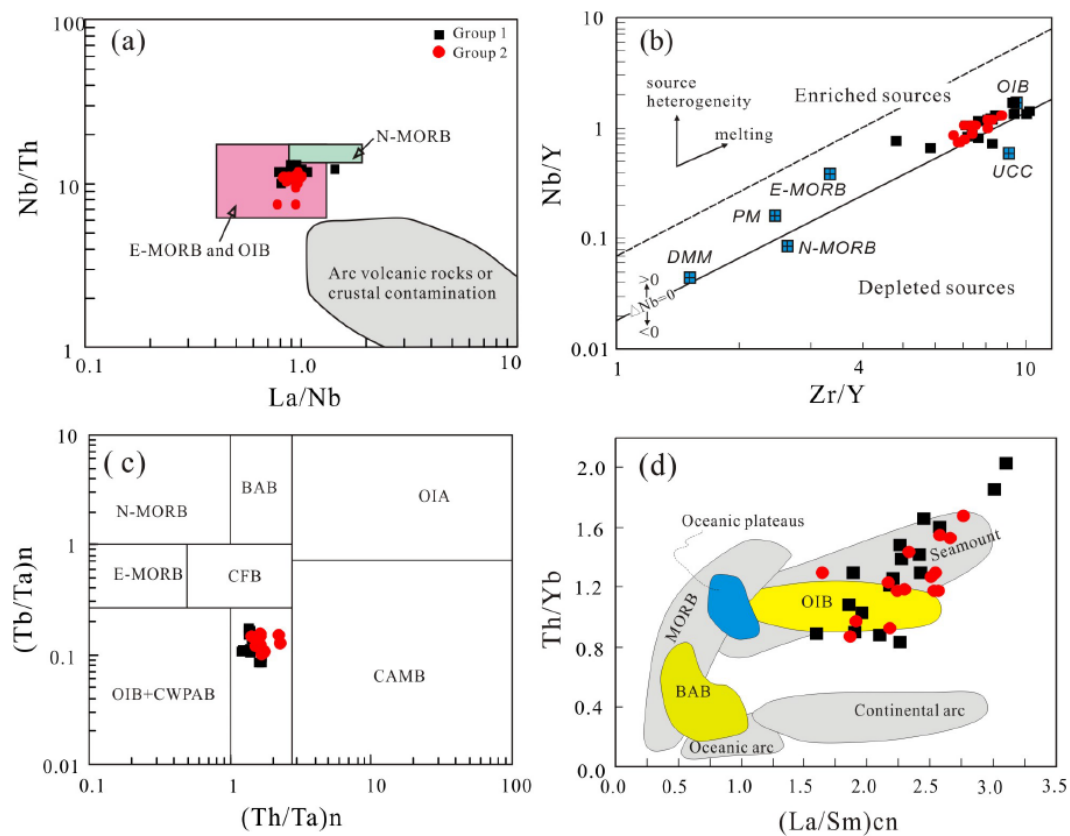 (a)
Group 1
Group 2
N-MORB
E-MORB and OIB
Arc volcanic rocks or
crustal contamination
100
10
1
0.1
1.0
10
Nb/Th
La/Nb
(b)
source
heterogeneity
melting
Enriched sources
OIB
UCC
E-MORB
PM
N-MORB
DMM
>0
△Nb=0
<0
Depleted sources
10
1
0.1
0.01
1
2
4
10
Nb/Y
Zr/Y
( c)
N-MORB
BAB
OIA
E-MORB
CFB
OIB+CWPAB
CAMB
10
1
0.1
0.01
0.1
1
10
100
(Tb/Ta)n
(Th/Ta)n
(d)
Oceanic plateaus
Seamount
MORB
OIB
BAB
Continental arc
Oceanic arc
2.0
1.6
1.2
0.8
0.4
0.0
0.0
0.5
1.0
1.5
2.0
2.5
3.0
3.5
Th/Yb
(La/Sm)cn